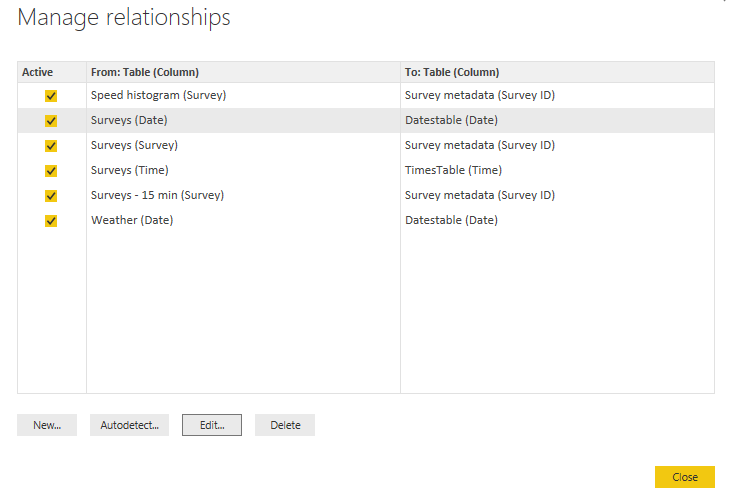 Manage relationships
Active From: Table (Column) To: Table (Column)
Speed histogram (Survey) Survey metadata (Survey ID)
Surveys (Date) Datestable (Date)
Surveys (Survey) Survey metadata (Survey ID)
Surveys (Time) TimesTable (Time)
Surveys - 15 min (Survey) Survey metadata (Survey ID)
Weather (Date) Datestable (Date)
New... Autodetect... Edit... Delete
Close